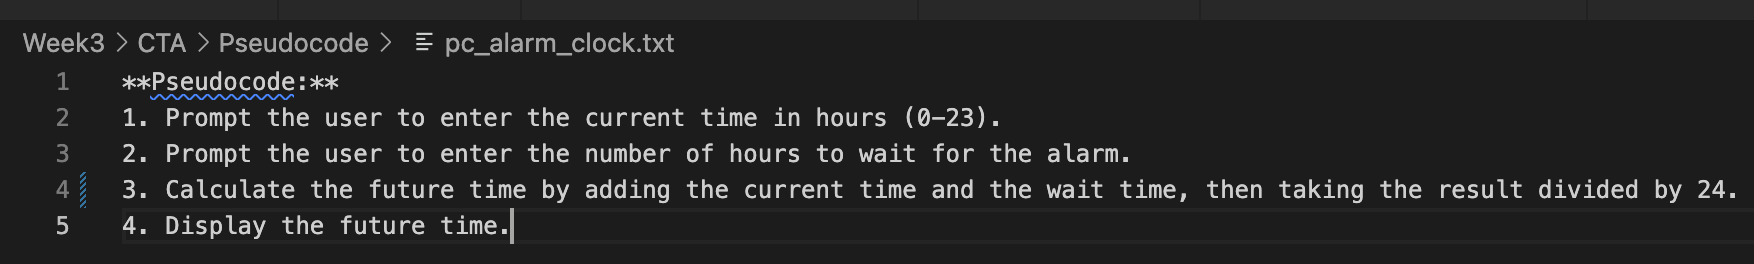 Week3 > CTA > Pseudocode > pc_alarm_clock.txt
1 **Pseudocode:**
2 1. Prompt the user to enter the current time in hours (0-23).
3 2. Prompt the user to enter the number of hours to wait for the alarm.
4 3. Calculate the future time by adding the current time and the wait time, then taking the result divided by 24.
5 4. Display the future time.